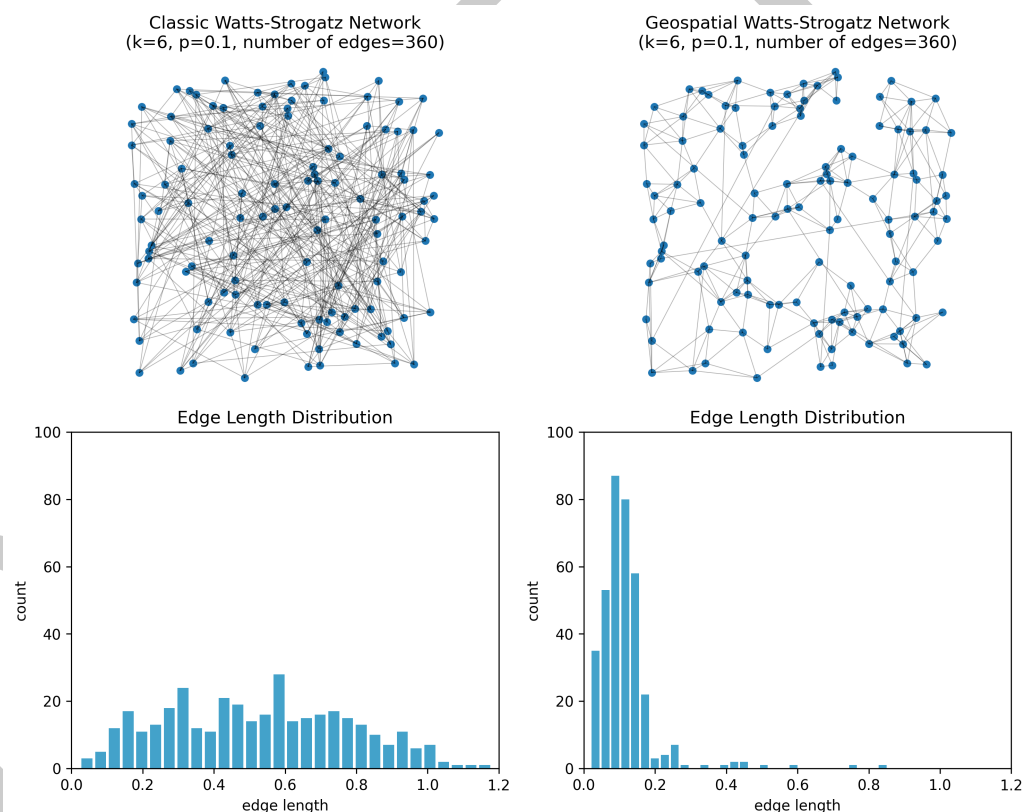 Classic Watts-Strogatz Network
(k=6, p=0.1, number of edges=360)
Geospatial Watts-Strogatz Network
(k=6, p=0.1, number of edges=360)
Edge Length Distribution
100
80
60
40
20
0
count
0.0 0.2 0.4 0.6 0.8 1.0 1.2
edge length
Edge Length Distribution
100
80
60
40
20
0
count
0.0 0.2 0.4 0.6 0.8 1.0 1.2
edge length